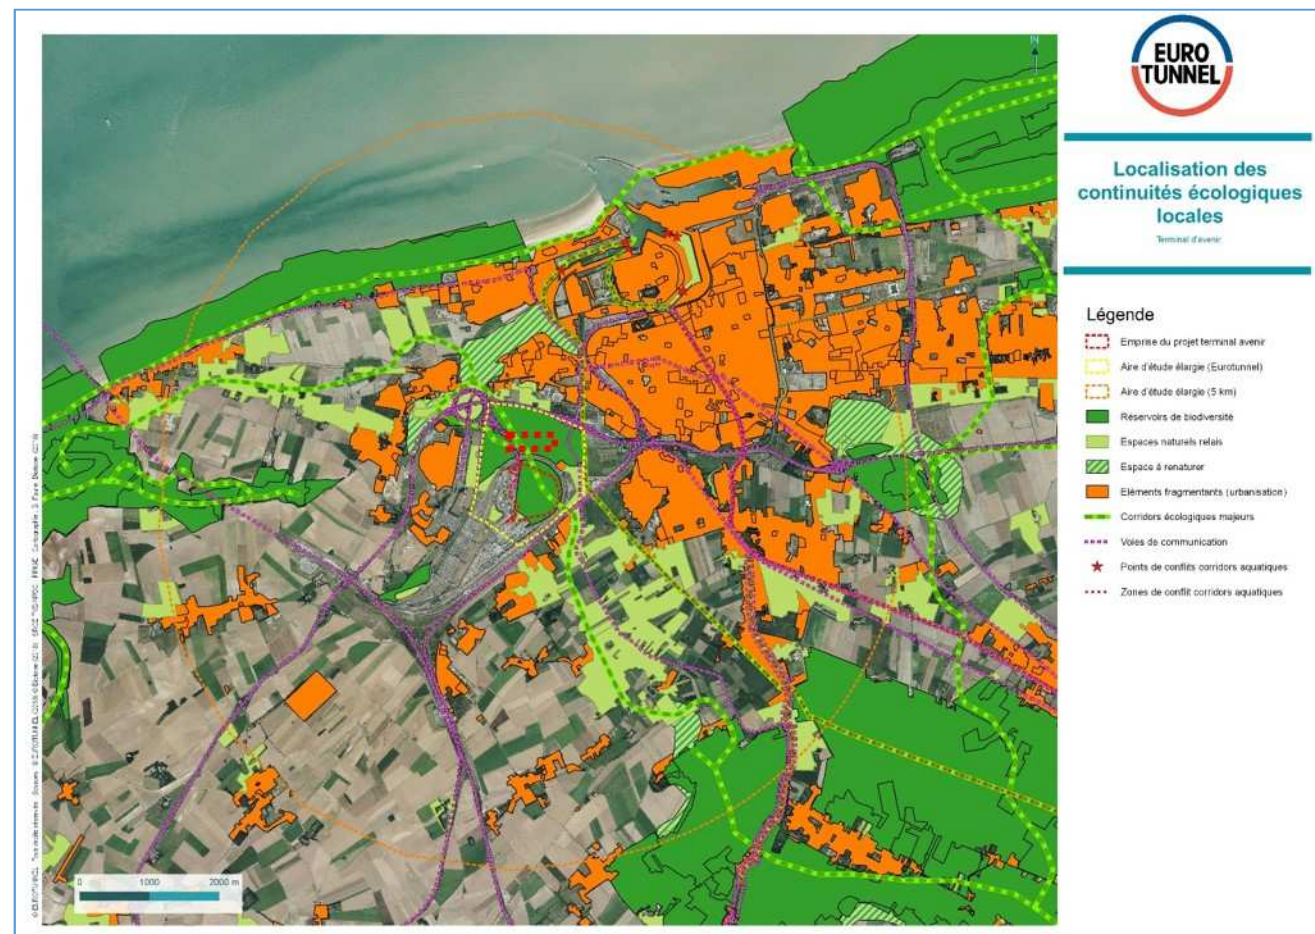 EURO
TUNNEL
Localisation des
continuités écologiques
locales
Terminal d'avenir
Légende
Emprise du projet terminal avenir
Aire d'étude élargie (Eurotunnel)
Aire d'étude élargie (5 km)
Réservoirs de biodiversité
Espaces naturels relais
Espace à renaturer
Eléments fragmentants (urbanisation)
Corridors écologiques majeurs
Voies de communication
Points de conflits corridors aquatiques
Zones de conflit corridors aquatiques
N
0 1000 2000 m